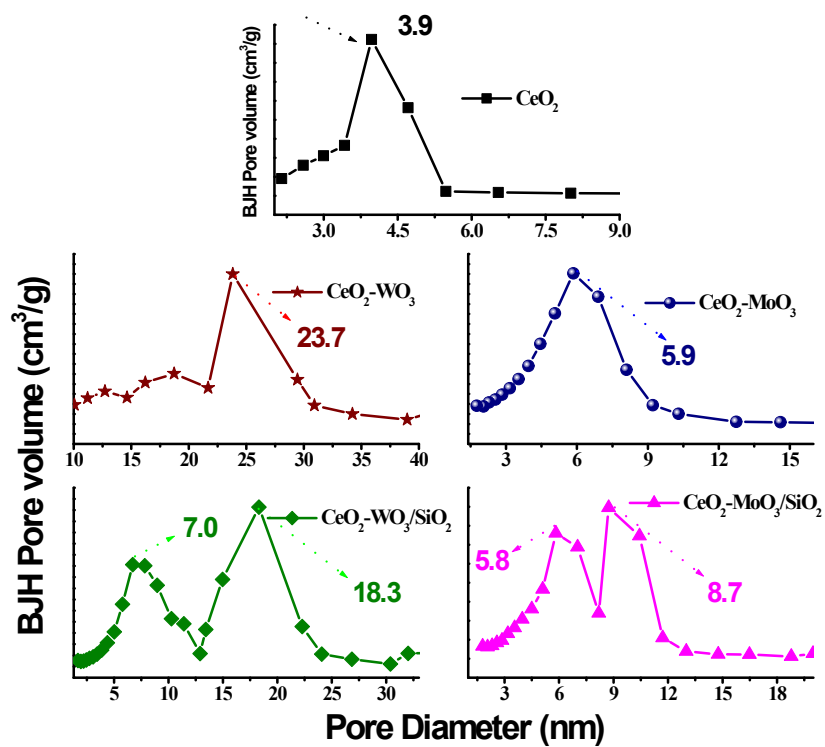 3.9
BJH Pore volume (cm³/g)
CeO₂
3.0 4.5 6.0 7.5 9.0
CeO₂-WO₃
23.7
10 15 20 25 30 35 40
CeO₂-MoO₃
5.9
3 6 9 12 15
BJH Pore volume (cm³/g)
CeO₂-WO₃/SiO₂
7.0
18.3
5 10 15 20 25 30
CeO₂-MoO₃/SiO₂
5.8
8.7
3 6 9 12 15 18
Pore Diameter (nm)